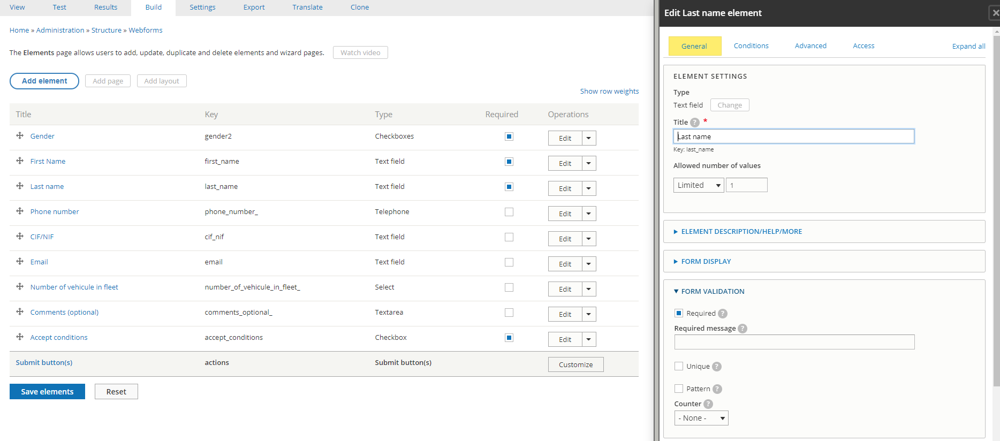 View Test Results Build Settings Export Translate Clone
Home » Administration » Structure » Webforms
The Elements page allows users to add, update, duplicate and delete elements and wizard pages. Watch video
Add element Add page Add layout
Show row weights
Title Key Type Required Operations
Gender gender2 Checkboxes Edit
First Name first_name Text field Edit
Last name last_name Text field Edit
Phone number phone_number_ Telephone Edit
CIF/NIF cif_nif Text field Edit
Email email Text field Edit
Number of vehicule in fleet number_of_vehicule_in_fleet_ Select Edit
Comments (optional) comments_optional_ Textarea Edit
Accept conditions accept_conditions Checkbox Edit
Submit button(s) actions Submit button(s) Customize
Save elements Reset
Edit Last name element
General Conditions Advanced Access Expand all
ELEMENT SETTINGS
Type
Text field Change
Title ? *
Last name
Key: last_name
Allowed number of values
Limited 1
ELEMENT DESCRIPTION/HELP/MORE
FORM DISPLAY
FORM VALIDATION
Required ?
Required message ?
Unique ?
Pattern ?
Counter ?
- None -